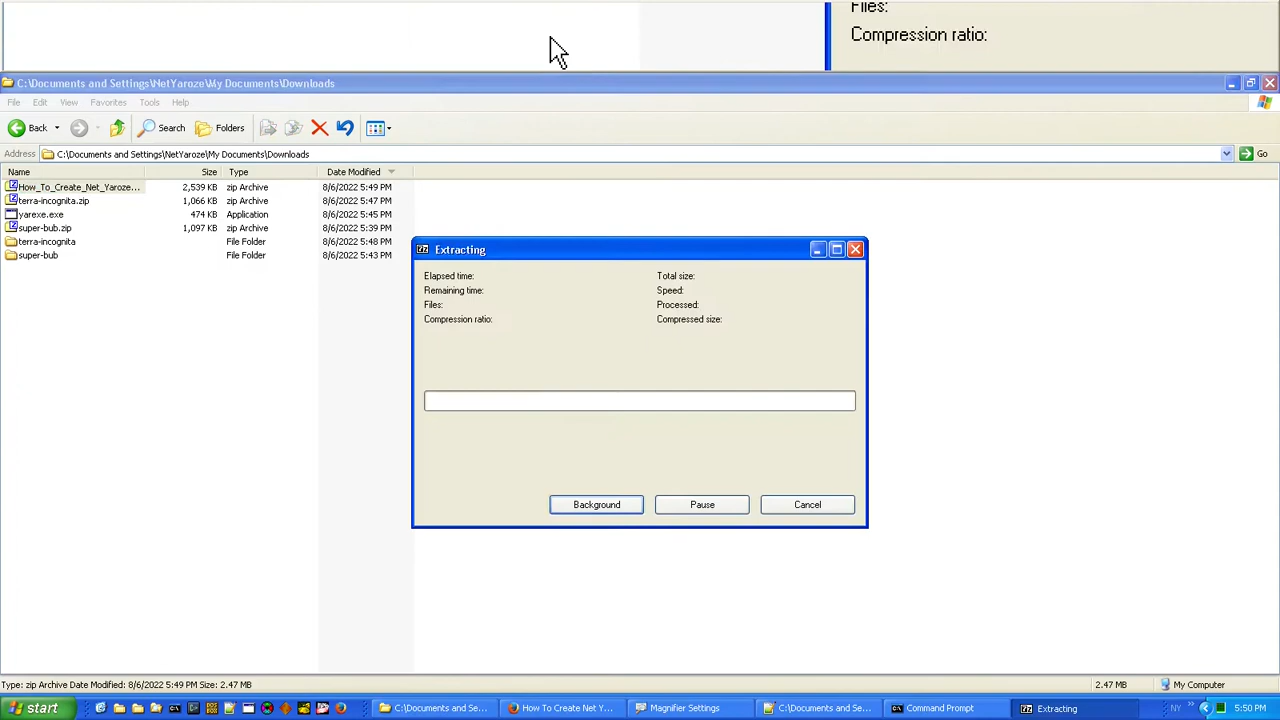 Files:
Compression ratio:
C:\Documents and Settings\NetYaroze\My Documents\Downloads
File Edit View Favorites Tools Help
Back Search Folders
Address C:\Documents and Settings\NetYaroze\My Documents\Downloads Go
Name Size Type Date Modified
How_To_Create_Net_Yaroze... 2,539 KB zip Archive 8/6/2022 5:49 PM
terra-incognita.zip 1,066 KB zip Archive 8/6/2022 5:47 PM
yarexe.exe 474 KB Application 8/6/2022 5:45 PM
super-bub.zip 1,097 KB zip Archive 8/6/2022 5:39 PM
terra-incognita File Folder 8/6/2022 5:48 PM
super-bub File Folder 8/6/2022 5:43 PM
Extracting
Elapsed time: Total size:
Remaining time: Speed:
Files: Processed:
Compression ratio: Compressed size:
Background Pause Cancel
Type: zip Archive Date Modified: 8/6/2022 5:49 PM Size: 2.47 MB 2.47 MB My Computer
start C:\Documents and Se... How To Create Net Y... Magnifier Settings C:\Documents and Se... Command Prompt Extracting NY 5:50 PM